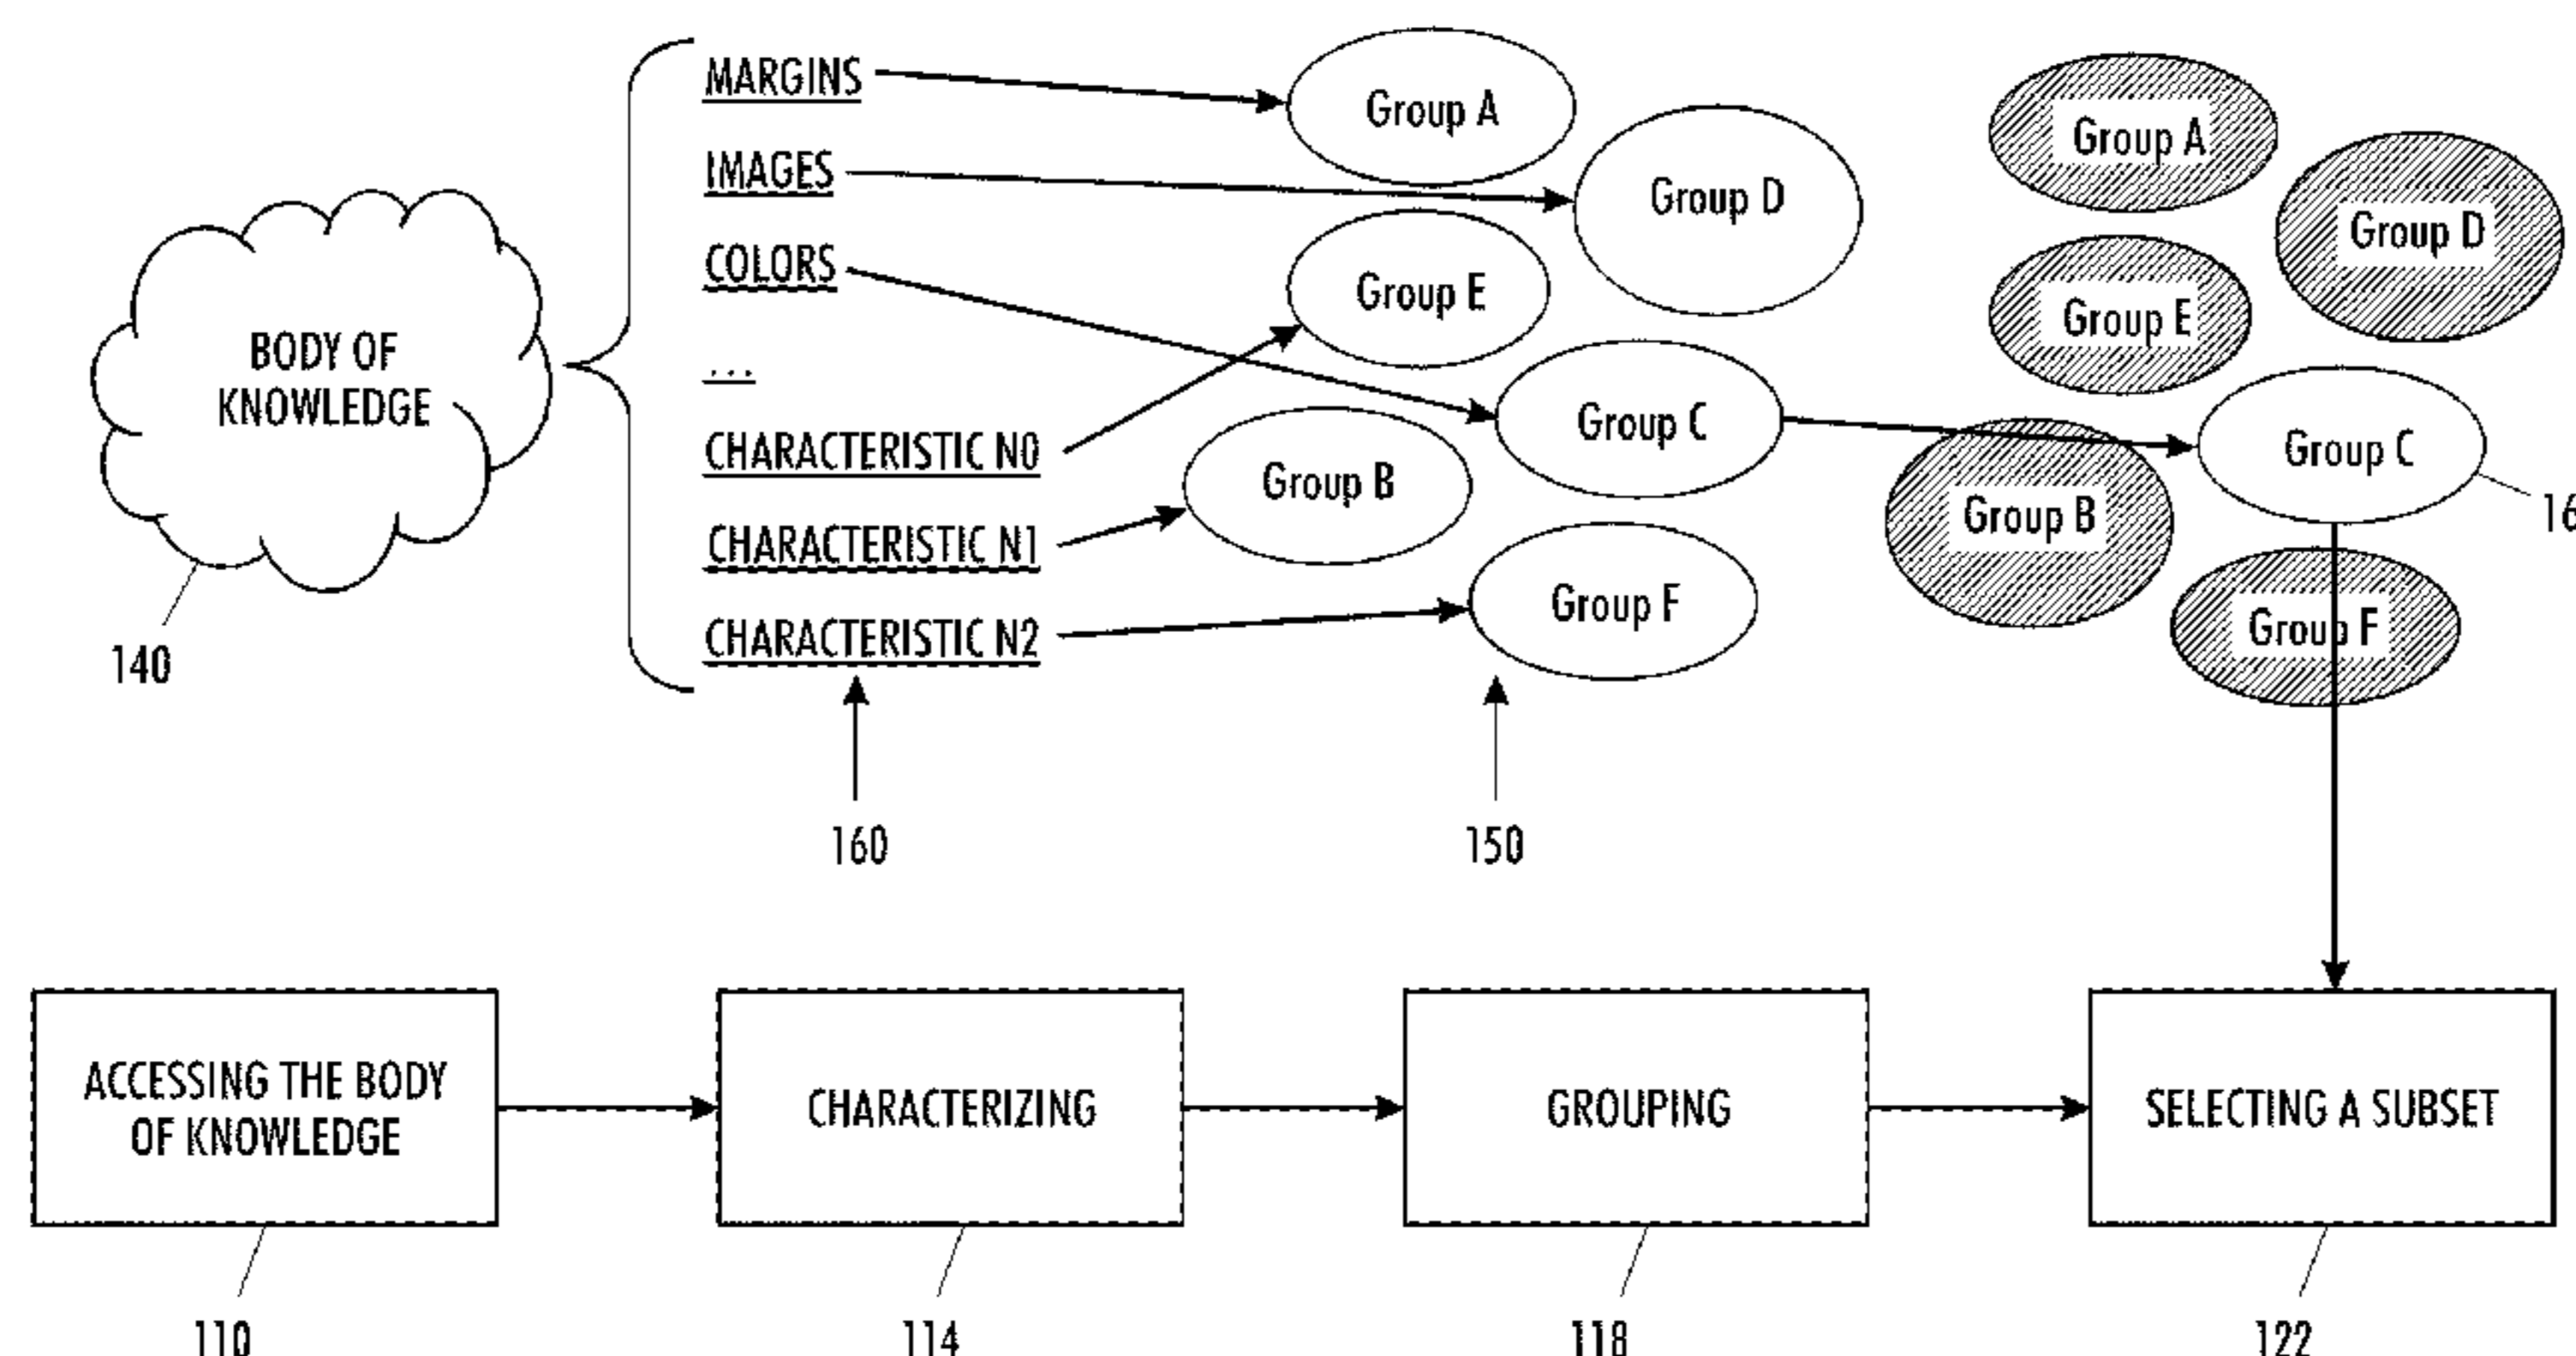 MARGINS
IMAGES
COLORS
...
CHARACTERISTIC N0
CHARACTERISTIC N1
CHARACTERISTIC N2
BODY OF
KNOWLEDGE
140
160
Group A
Group D
Group E
Group C
Group B
Group F
150
Group A
Group D
Group E
Group C
Group B
Group F
ACCESSING THE BODY
OF KNOWLEDGE
CHARACTERIZING
GROUPING
SELECTING A SUBSET
110
114
118
122